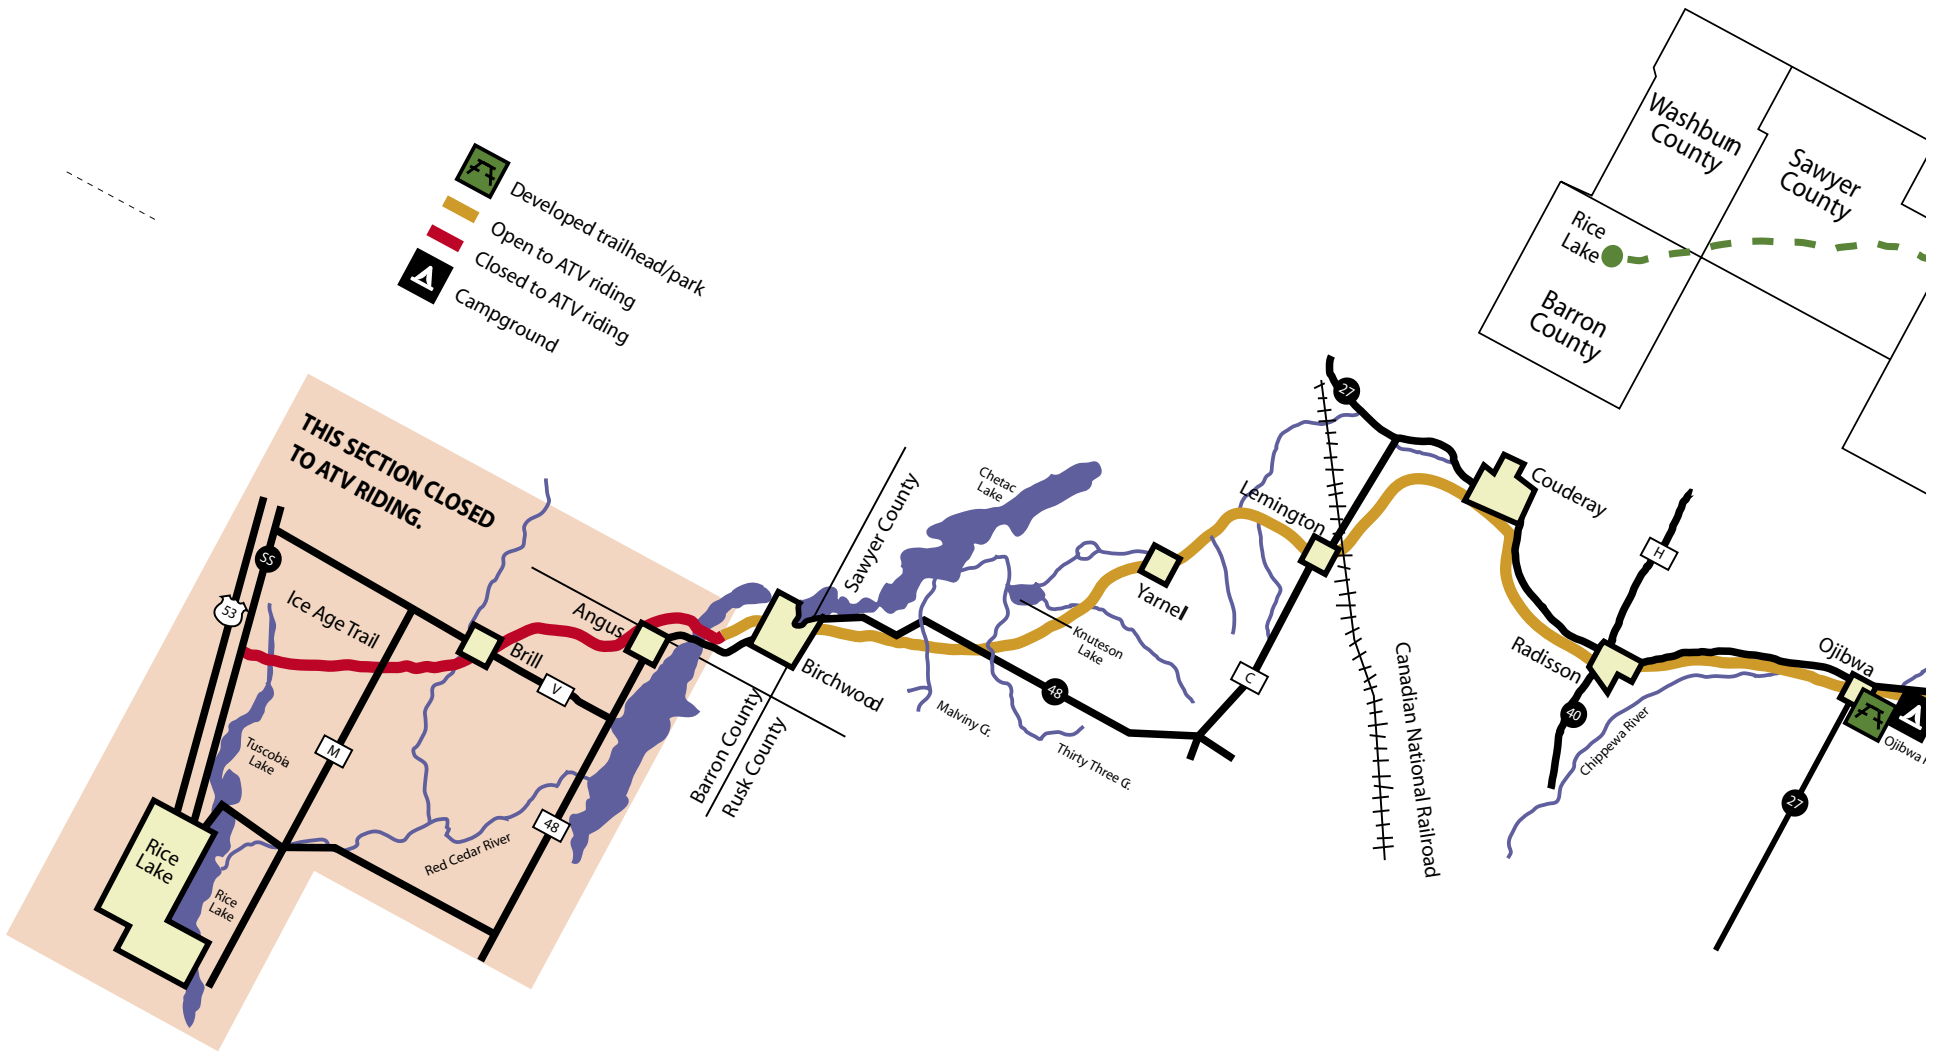 Washburn
County
Sawyer
County
Rice
Lake
Barron
County
Developed trailhead/park
Open to ATV riding
Closed to ATV riding
Campground
THIS SECTION CLOSED
TO ATV RIDING.
SS
53
Ice Age Trail
Brill
V
M
Tuscobia
Lake
Rice
Lake
Rice
Lake
Red Cedar River
48
Angus
Barron County
Rusk County
Sawyer County
Birchwood
Chetac
Lake
Malviny G.
Thirty Three G.
48
Knuteson
Lake
Yarnel
Lemington
C
27
Canadian National Railroad
Couderay
H
Radisson
40
Chippewa River
Ojibwa
Ojibwa
27